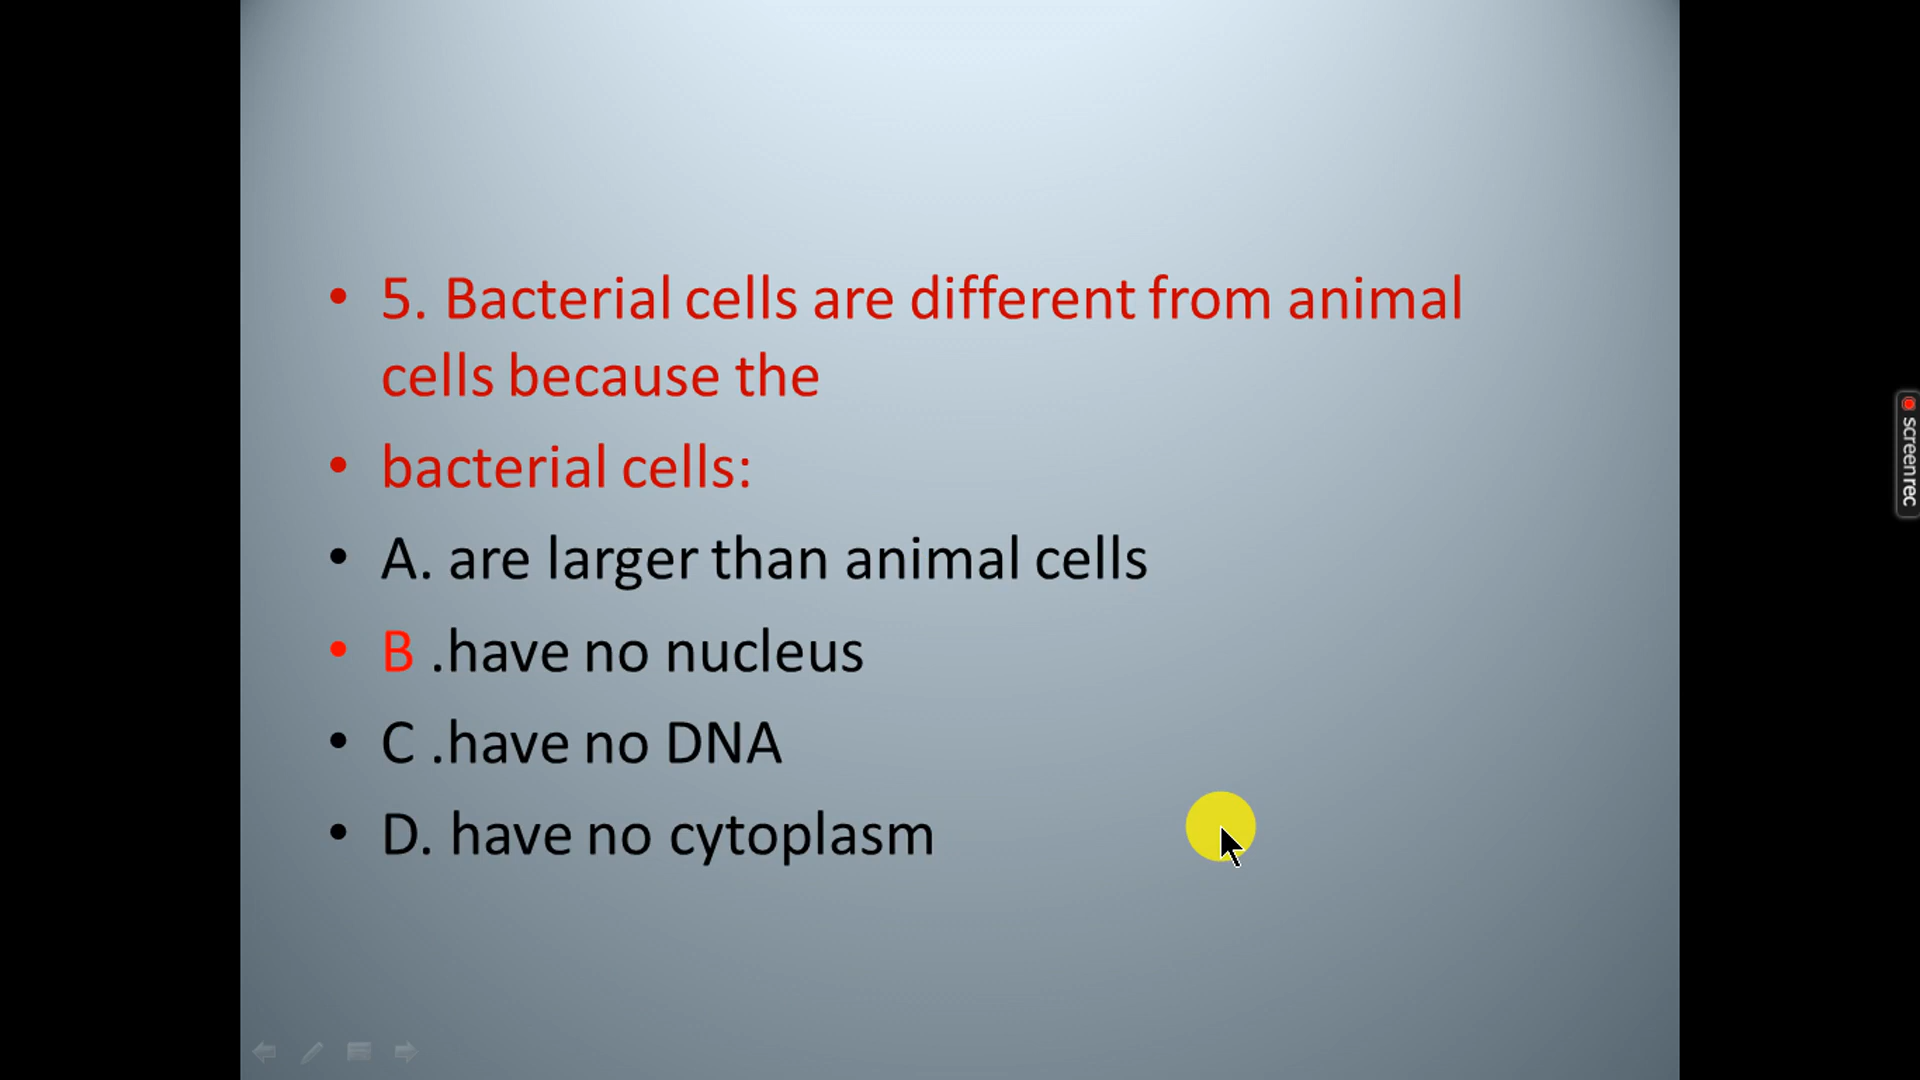 • 5. Bacterial cells are different from animal
cells because the
• bacterial cells:
• A. are larger than animal cells
• B .have no nucleus
• C .have no DNA
• D. have no cytoplasm
screenrec